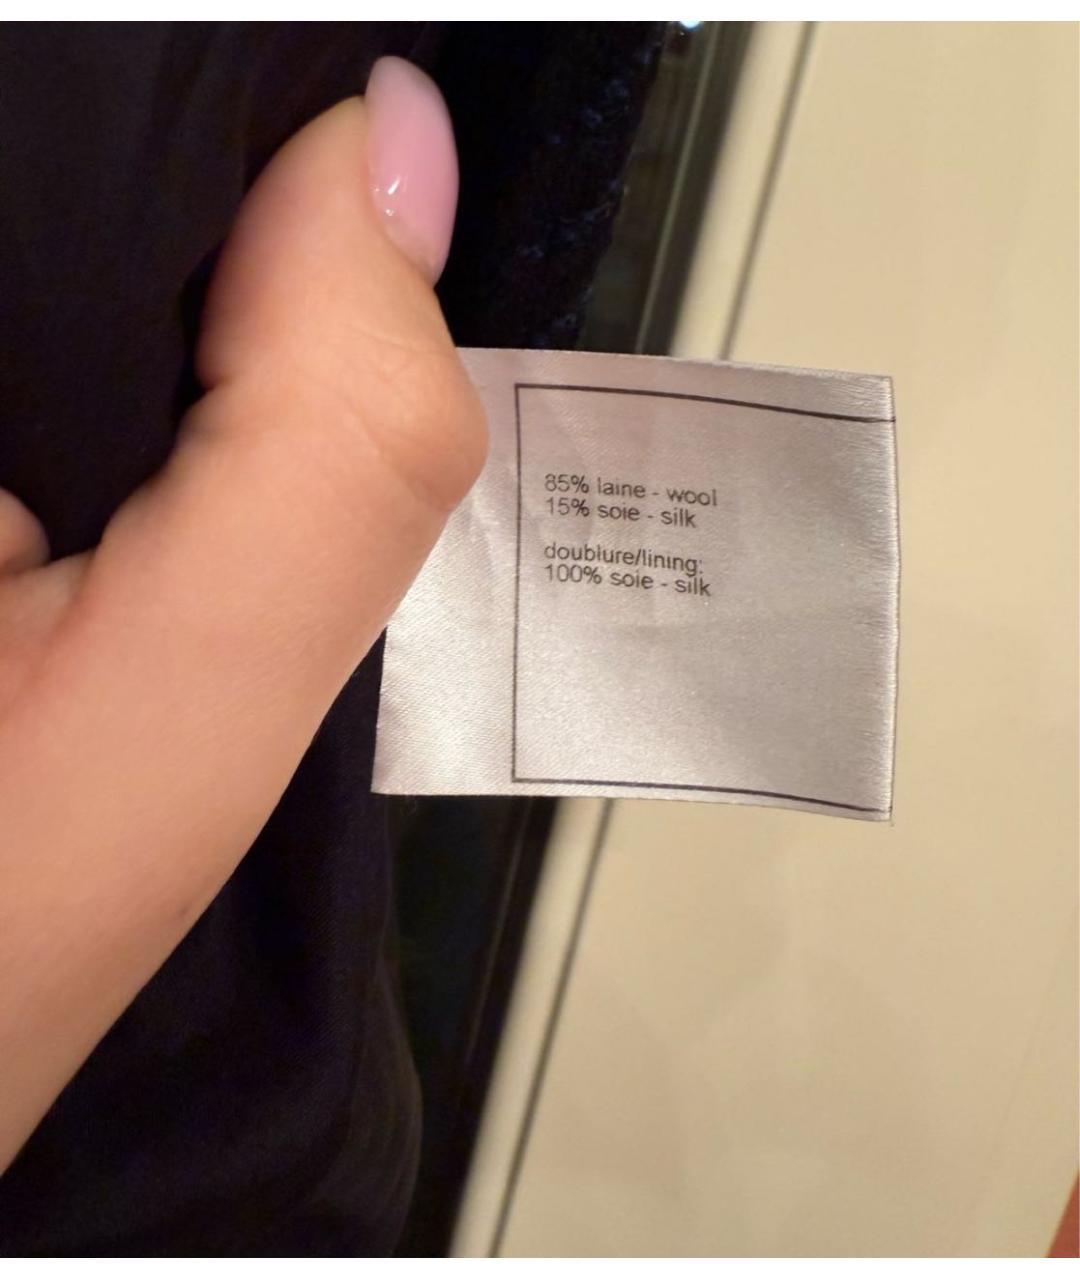 85% laine - wool
15% soie - silk
doublure/lining:
100% soie - silk